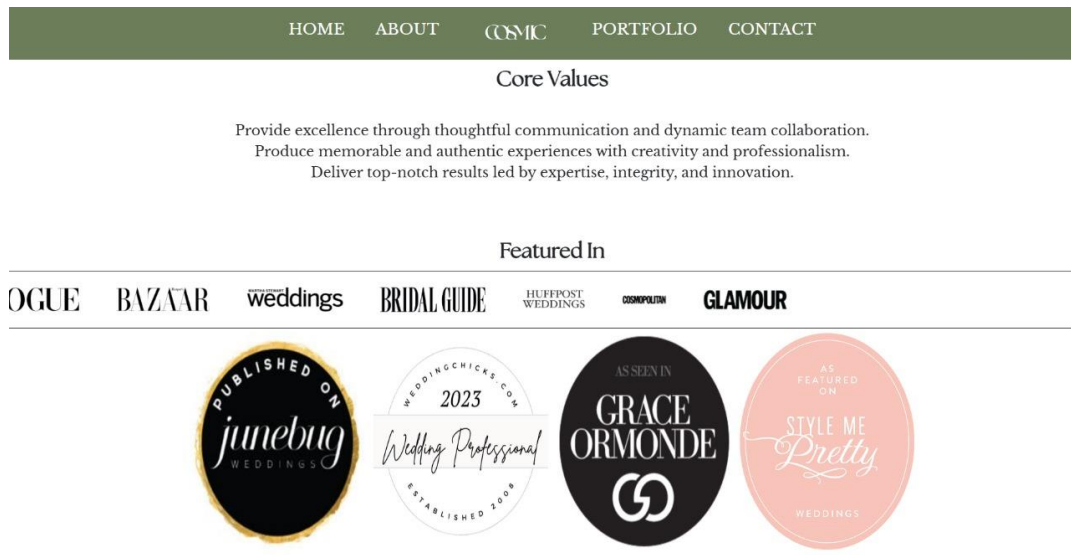 HOME ABOUT COSMIC PORTFOLIO CONTACT
Core Values
Provide excellence through thoughtful communication and dynamic team collaboration.
Produce memorable and authentic experiences with creativity and professionalism.
Deliver top-notch results led by expertise, integrity, and innovation.
Featured In
OGUE BAZAAR MARTHA STEWART weddings BRIDAL GUIDE HUFFPOST WEDDINGS COSMOPOLITAN GLAMOUR
PUBLISHED ON
junebug
WEDDINGS
WEDDINGCHICKS.COM
2023
Wedding Professional
ESTABLISHED 2008
AS SEEN IN
GRACE
ORMONDE
AS
FEATURED
ON
STYLE ME
Pretty
WEDDINGS